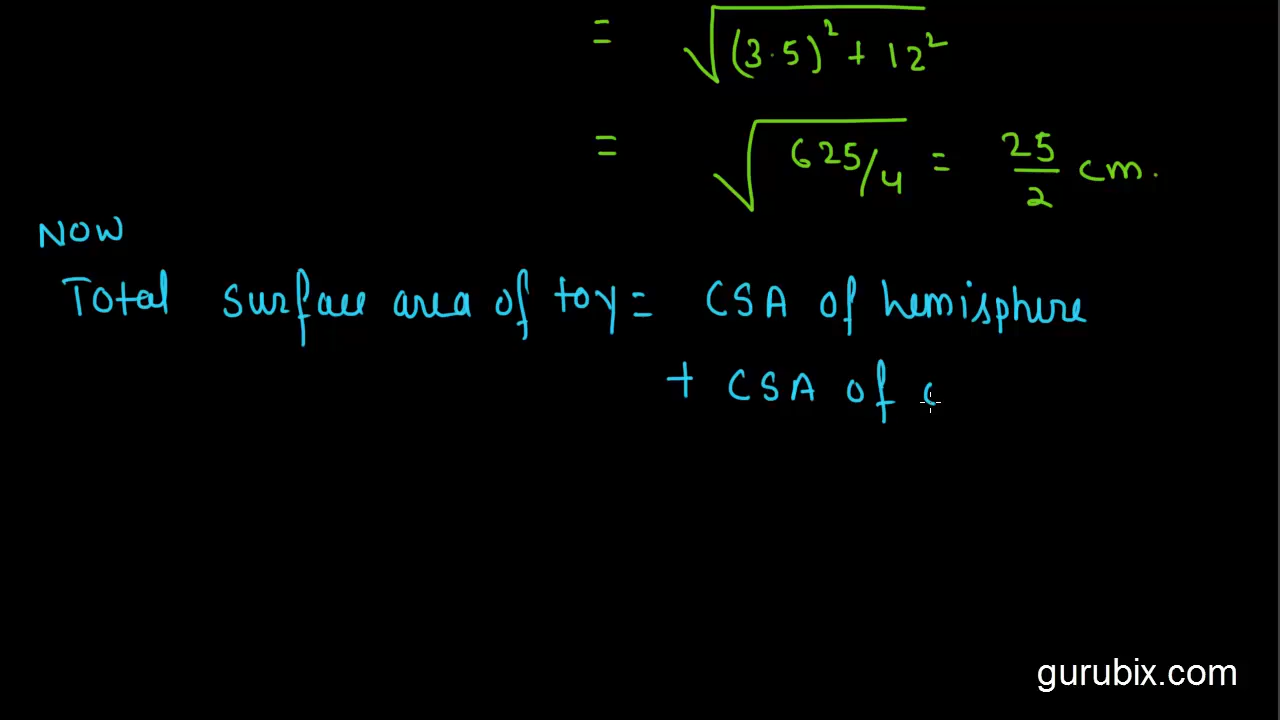 = √(3.5)² + 12²
= √625/4 = 25/2 cm.
NOW
Total surface area of toy = CSA of hemisphere
+ CSA of c
gurubix.com